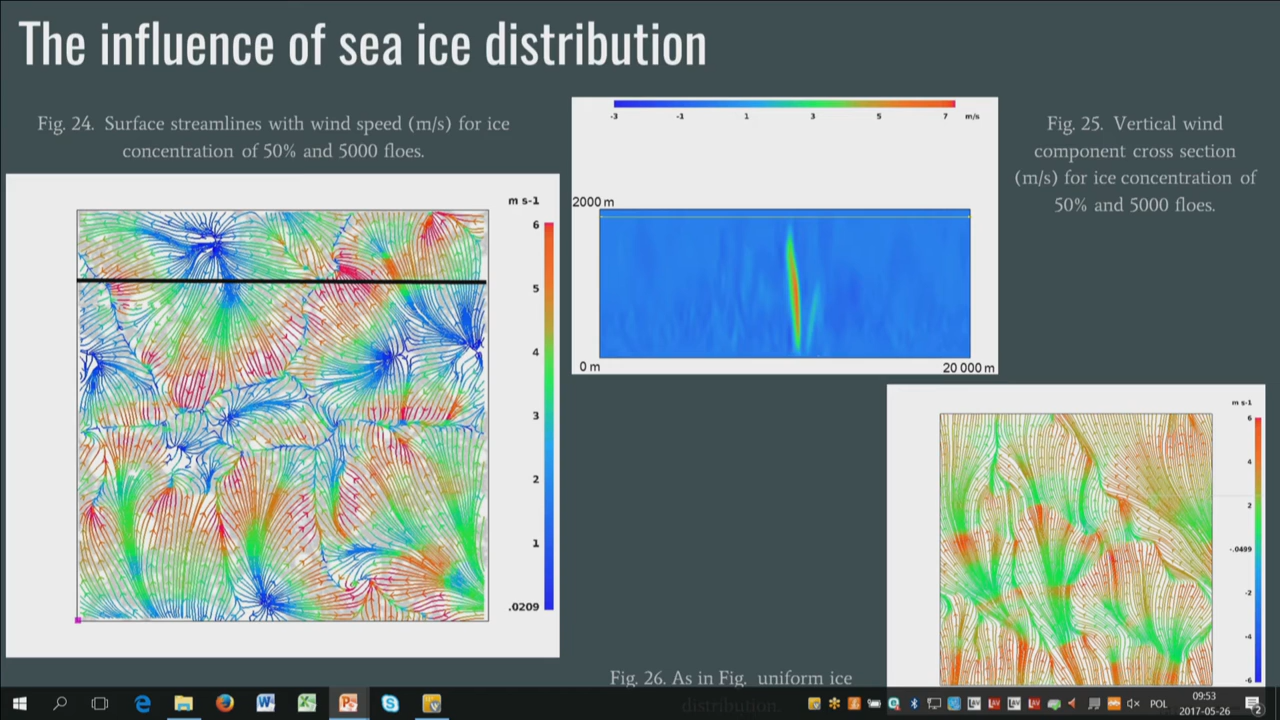 The influence of sea ice distribution
Fig. 24. Surface streamlines with wind speed (m/s) for ice
concentration of 50% and 5000 floes.
m s-1
6
5
4
3
2
1
.0209
-3 -1 1 3 5 7 m/s
2000 m
0 m 20 000 m
Fig. 25. Vertical wind
component cross section
(m/s) for ice concentration of
50% and 5000 floes.
m s-1
6
4
2
-.0499
-2
-4
-6
Fig. 26. As in Fig. uniform ice
distribution.
POL
09:53
2017-05-26
2